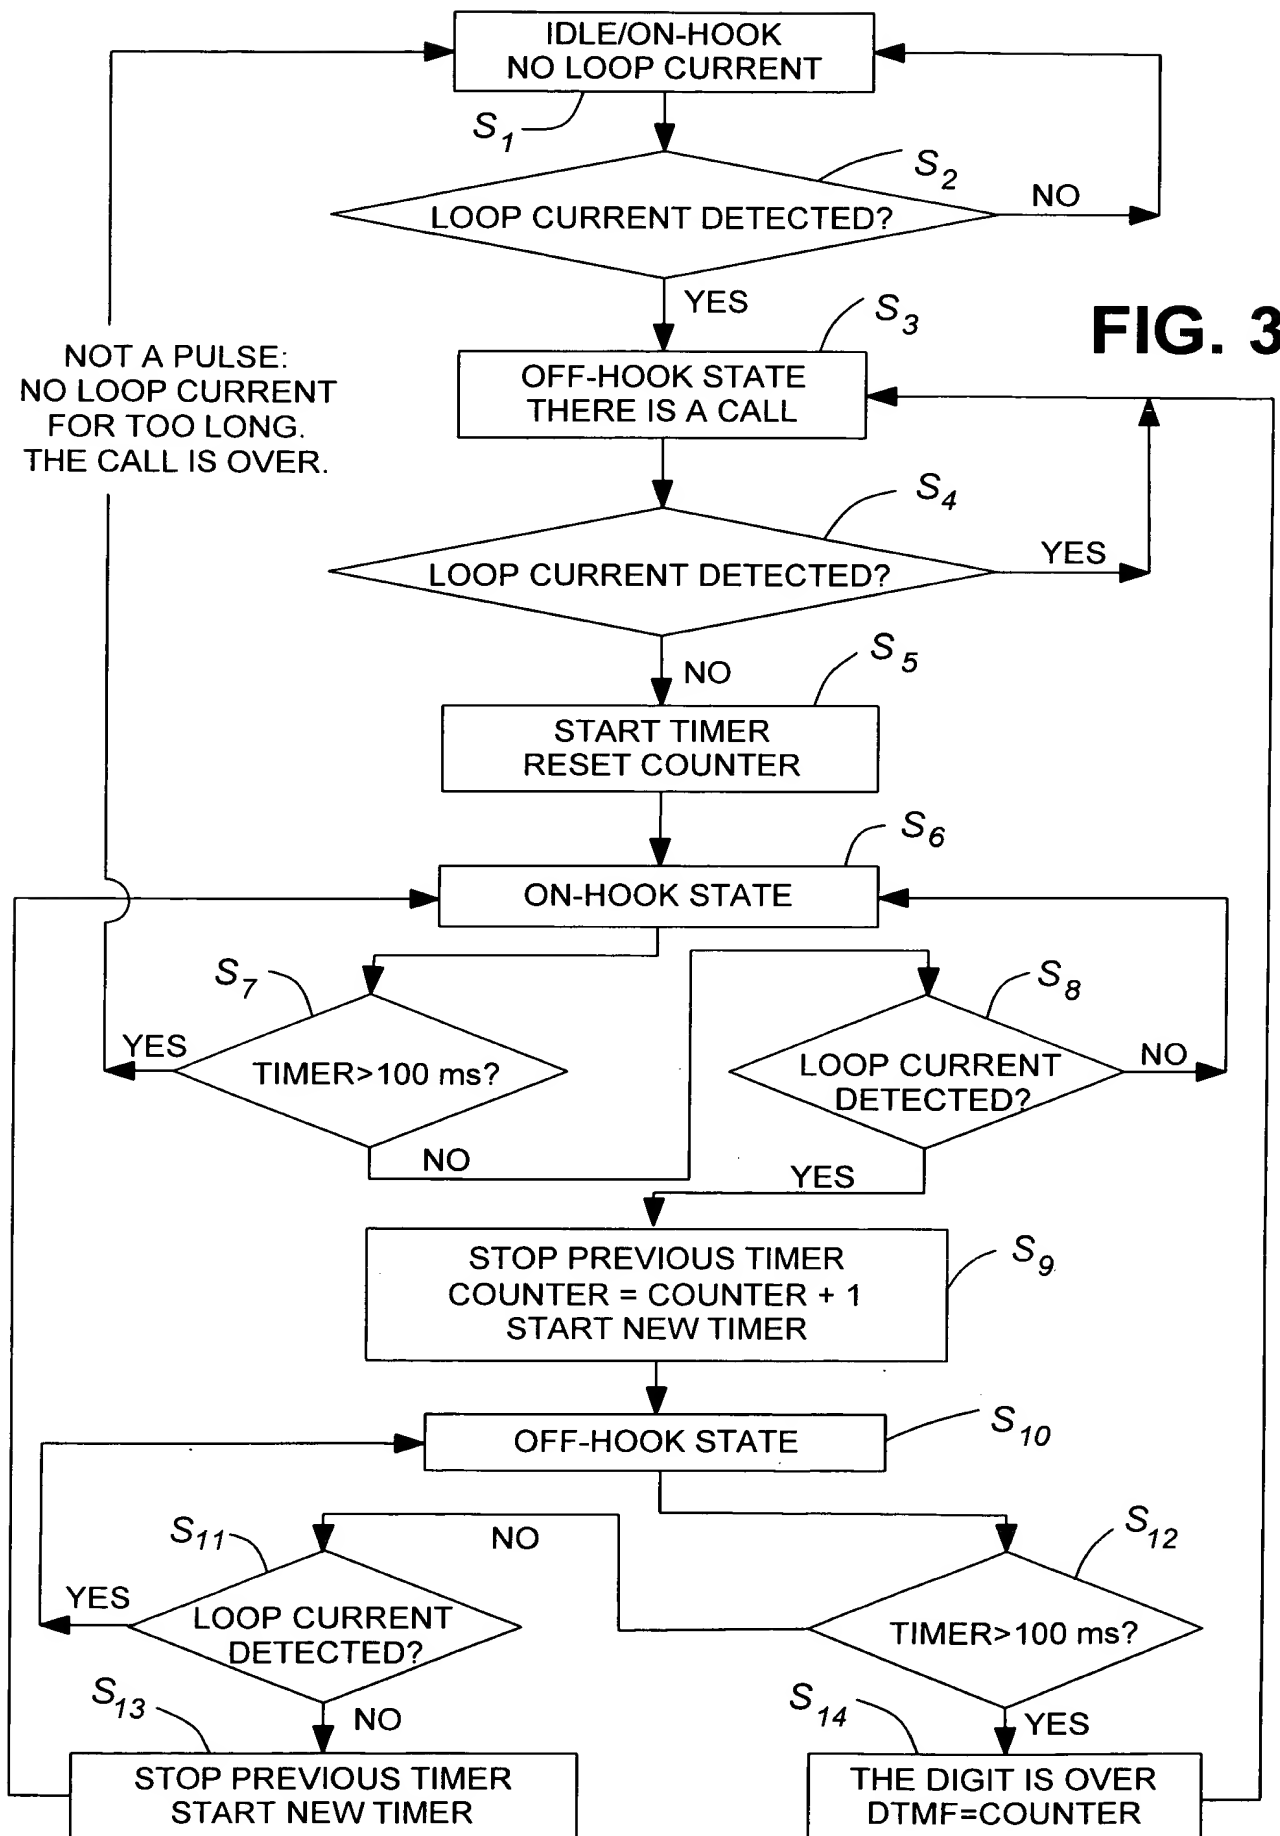 IDLE/ON-HOOK
NO LOOP CURRENT
S1
S2
LOOP CURRENT DETECTED?
NO
YES
S3
FIG. 3
NOT A PULSE:
NO LOOP CURRENT
FOR TOO LONG.
THE CALL IS OVER.
OFF-HOOK STATE
THERE IS A CALL
S4
LOOP CURRENT DETECTED?
YES
NO
S5
START TIMER
RESET COUNTER
S6
ON-HOOK STATE
S7
S8
YES
TIMER>100 ms?
LOOP CURRENT
DETECTED?
NO
NO
YES
STOP PREVIOUS TIMER
COUNTER = COUNTER + 1
START NEW TIMER
S9
OFF-HOOK STATE
S10
S11
NO
S12
YES
LOOP CURRENT
DETECTED?
TIMER>100 ms?
S13
NO
S14
YES
STOP PREVIOUS TIMER
START NEW TIMER
THE DIGIT IS OVER
DTMF=COUNTER